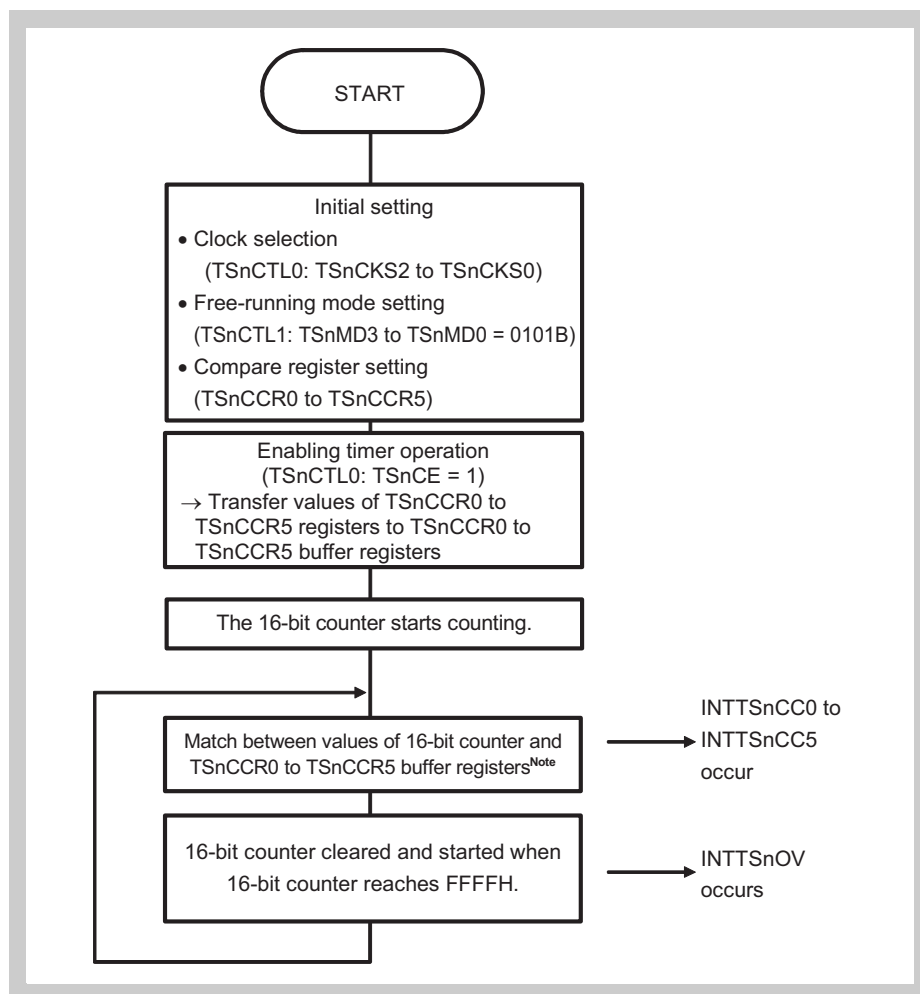 START
Initial setting
• Clock selection
(TSnCTL0: TSnCKS2 to TSnCKS0)
• Free-running mode setting
(TSnCTL1: TSnMD3 to TSnMD0 = 0101B)
• Compare register setting
(TSnCCR0 to TSnCCR5)
Enabling timer operation
(TSnCTL0: TSnCE = 1)
→ Transfer values of TSnCCR0 to
TSnCCR5 registers to TSnCCR0 to
TSnCCR5 buffer registers
The 16-bit counter starts counting.
Match between values of 16-bit counter and
TSnCCR0 to TSnCCR5 buffer registersNote
INTTSnCC0 to
INTTSnCC5
occur
16-bit counter cleared and started when
16-bit counter reaches FFFFH.
INTTSnOV
occurs